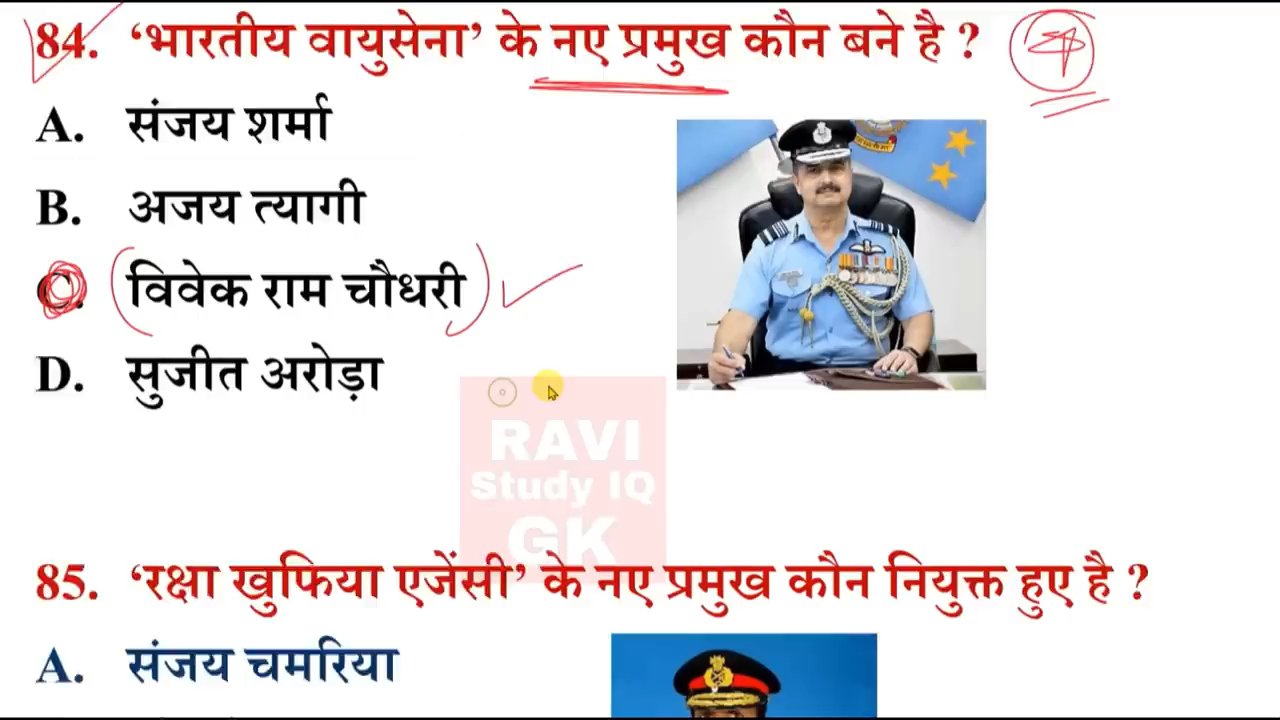 84. ‘भारतीय वायुसेना’ के नए प्रमुख कौन बने है ?
A. संजय शर्मा
B. अजय त्यागी
C. विवेक राम चौधरी
D. सुजीत अरोड़ा
RAVI
Study IQ
GK
85. ‘रक्षा खुफिया एजेंसी’ के नए प्रमुख कौन नियुक्त हुए है ?
A. संजय चमरिया